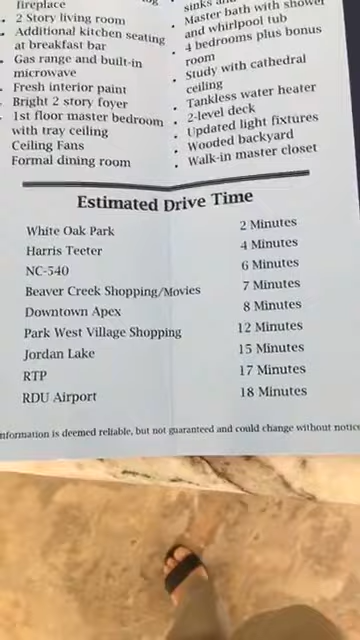 fireplace
2 Story living room
Additional kitchen seating
at breakfast bar
Gas range and built-in
microwave
Fresh interior paint
Bright 2 story foyer
1st floor master bedroom
with tray ceiling
Ceiling Fans
Formal dining room
sinks and
Master bath with shower
and whirlpool tub
4 bedrooms plus bonus
room
Study with cathedral
ceiling
Tankless water heater
2-level deck
Updated light fixtures
Wooded backyard
Walk-in master closet
Estimated Drive Time
White Oak Park 2 Minutes
Harris Teeter 4 Minutes
NC-540 6 Minutes
Beaver Creek Shopping/Movies 7 Minutes
Downtown Apex 8 Minutes
Park West Village Shopping 12 Minutes
Jordan Lake 15 Minutes
RTP 17 Minutes
RDU Airport 18 Minutes
nformation is deemed reliable, but not guaranteed and could change without notice